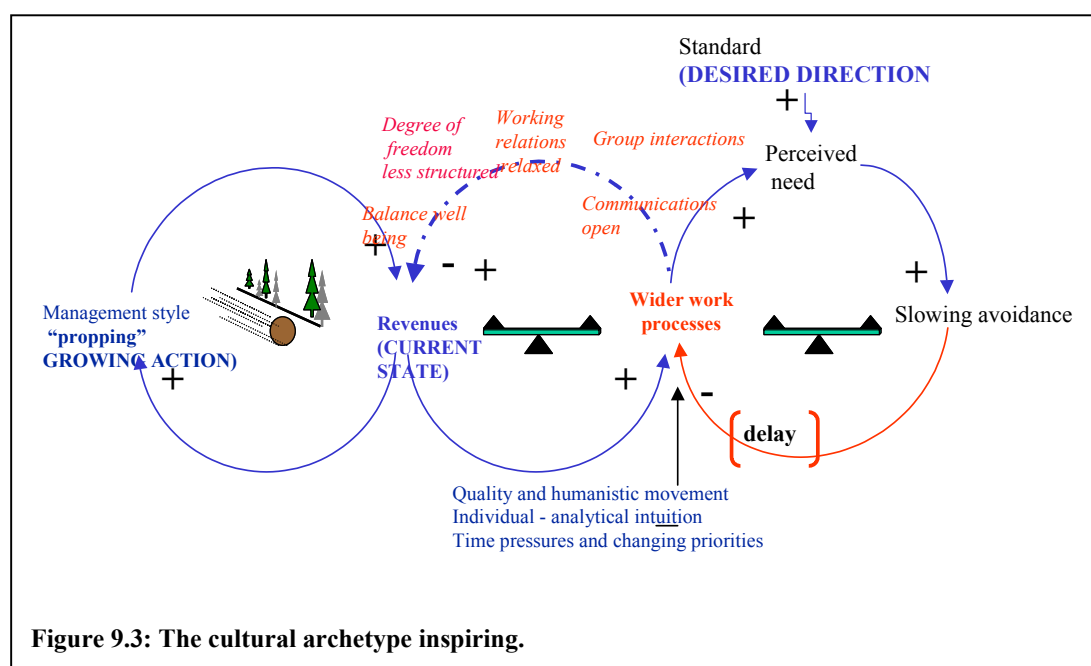 Standard
(DESIRED DIRECTION
+
Degree of
freedom
less structured
Working
relations
relaxed
Group interactions
Perceived
need
Balance well
being
Communications
open
+
+
-
+
+
Management style
“propping”
GROWING ACTION)
+
Revenues
(CURRENT
STATE)
Wider work
processes
Slowing avoidance
+
-
[delay]
Quality and humanistic movement
Individual - analytical intuition
Time pressures and changing priorities
Figure 9.3: The cultural archetype inspiring.